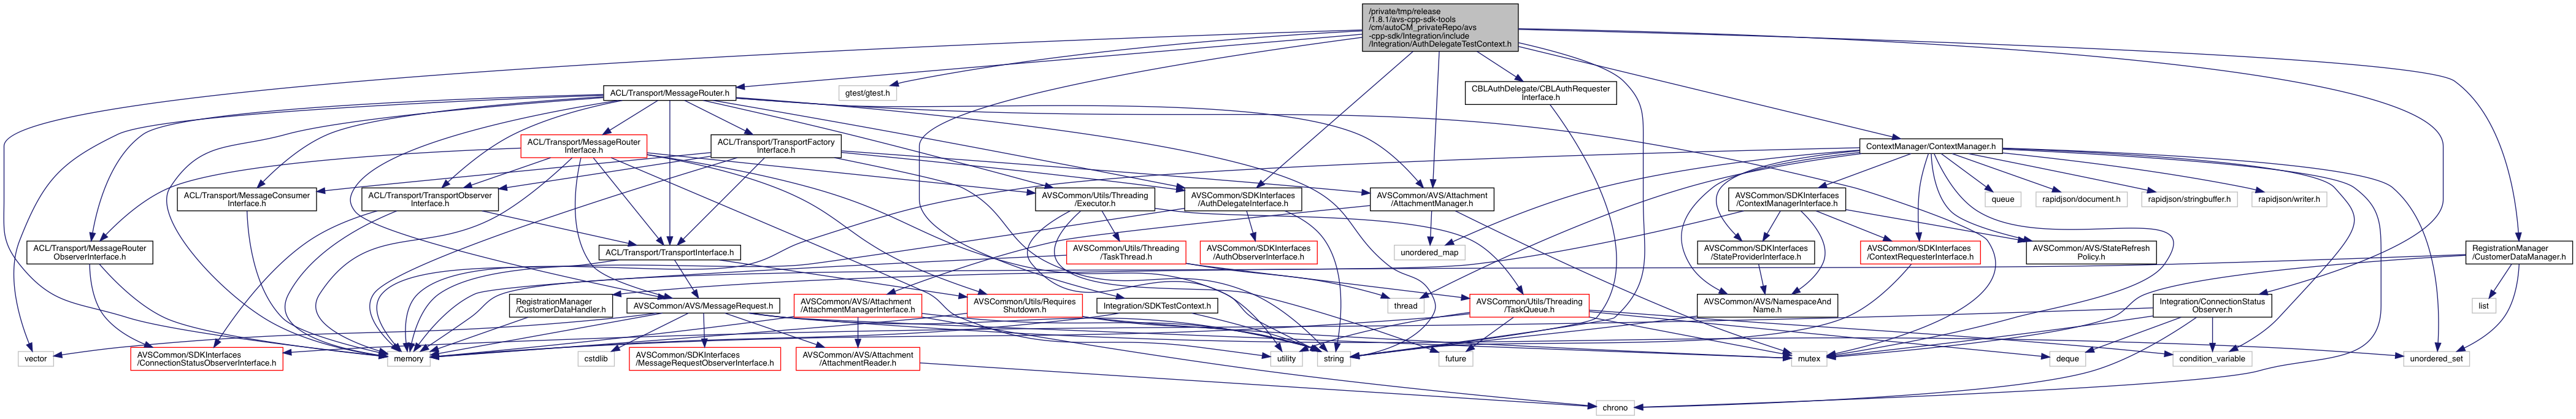 /private/tmp/release
/1.8.1/avs-cpp-sdk-tools
/cm/autoCM_privateRepo/avs
-cpp-sdk/Integration/include
/Integration/AuthDelegateTestContext.h
ACL/Transport/MessageRouter.h
gtest/gtest.h
CBLAuthDelegate/CBLAuthRequester
Interface.h
ACL/Transport/MessageRouter
Interface.h
ACL/Transport/TransportFactory
Interface.h
ContextManager/ContextManager.h
ACL/Transport/MessageConsumer
Interface.h
ACL/Transport/TransportObserver
Interface.h
AVSCommon/Utils/Threading
/Executor.h
AVSCommon/SDKInterfaces
/AuthDelegateInterface.h
AVSCommon/AVS/Attachment
/AttachmentManager.h
AVSCommon/SDKInterfaces
/ContextManagerInterface.h
queue
rapidjson/document.h
rapidjson/stringbuffer.h
rapidjson/writer.h
ACL/Transport/MessageRouter
ObserverInterface.h
ACL/Transport/TransportInterface.h
AVSCommon/Utils/Threading
/TaskThread.h
AVSCommon/SDKInterfaces
/AuthObserverInterface.h
unordered_map
AVSCommon/SDKInterfaces
/StateProviderInterface.h
AVSCommon/SDKInterfaces
/ContextRequesterInterface.h
AVSCommon/AVS/StateRefresh
Policy.h
RegistrationManager
/CustomerDataManager.h
RegistrationManager
/CustomerDataHandler.h
AVSCommon/AVS/MessageRequest.h
AVSCommon/AVS/Attachment
/AttachmentManagerInterface.h
AVSCommon/Utils/Requires
Shutdown.h
Integration/SDKTestContext.h
thread
AVSCommon/Utils/Threading
/TaskQueue.h
AVSCommon/AVS/NamespaceAnd
Name.h
Integration/ConnectionStatus
Observer.h
list
vector
AVSCommon/SDKInterfaces
/ConnectionStatusObserverInterface.h
memory
cstdlib
AVSCommon/SDKInterfaces
/MessageRequestObserverInterface.h
AVSCommon/AVS/Attachment
/AttachmentReader.h
utility
string
future
mutex
deque
condition_variable
unordered_set
chrono